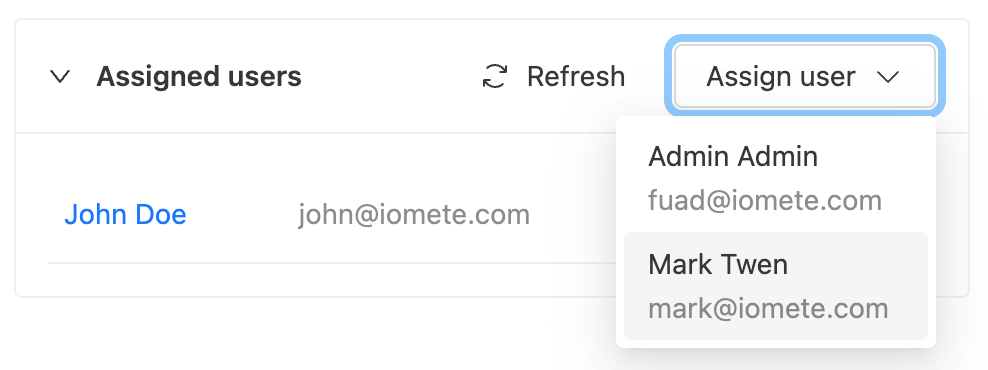 Assigned users Refresh Assign user
Admin Admin
fuad@iomete.com
John Doe john@iomete.com
Mark Twen
mark@iomete.com